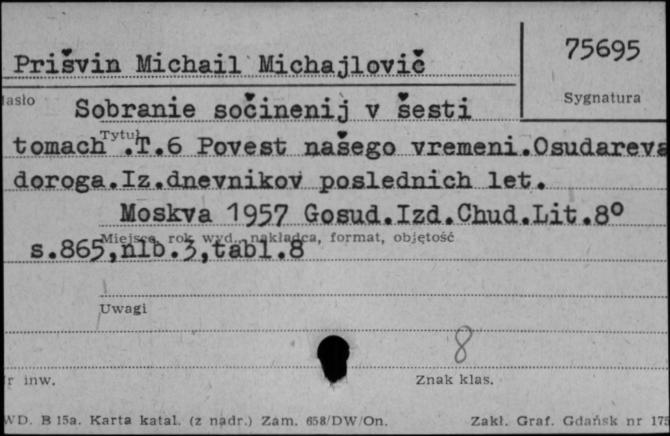 Prišvin Michail Michajlovič
75695
Sygnatura
Hasło
Sobranie sočinenij v šesti
Tytuł
tomach .T.6 Povest našego vremeni.Osudareva
doroga.Iz.dnevnikov poslednich let.
Moskva 1957 Gosud.Izd.Chud.Lit.8°
Miejsce, rok wyd., nakładca, format, objętość
s.865,nlb.3,tabl.8
Uwagi
8
Nr inw.
Znak klas.
WD. B 15a. Karta katal. (z nadr.) Zam. 658/DW/On.
Zakł. Graf. Gdańsk nr 175